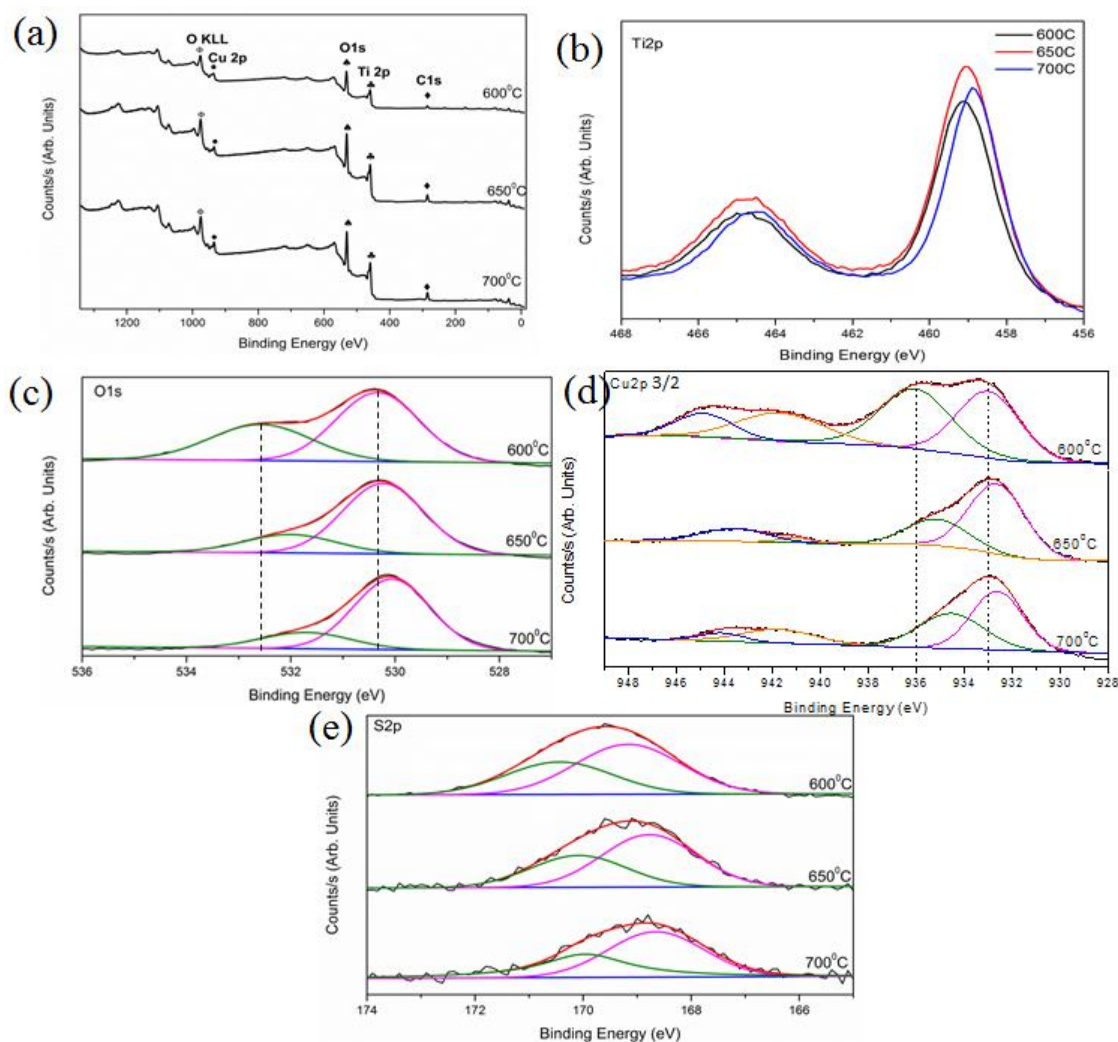 (a)
O KLL
Cu 2p
O1s
Ti 2p
C1s
600⁰C
650⁰C
700⁰C
Counts/s (Arb. Units)
1200 1000 800 600 400 200 0
Binding Energy (eV)
(b)
Ti2p
600C
650C
700C
Counts/s (Arb. Units)
468 466 464 462 460 458 456
Binding Energy (eV)
(c)
O1s
600⁰C
650⁰C
700⁰C
Counts/s (Arb. Units)
536 534 532 530 528
Binding Energy (eV)
(d)
Cu2p 3/2
600⁰C
650⁰C
700⁰C
Counts/s (Arb. Units)
948 946 944 942 940 938 936 934 932 930 928
Binding Energy (eV)
(e)
S2p
600⁰C
650⁰C
700⁰C
Counts/s (Arb. Units)
174 172 170 168 166
Binding Energy (eV)